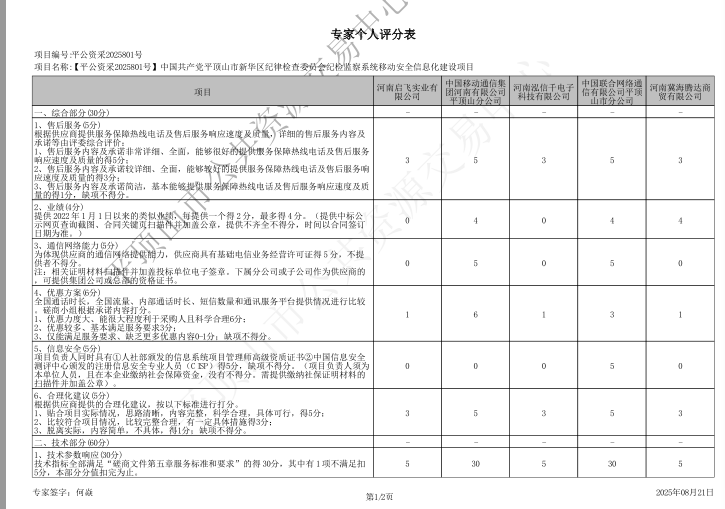 专家个人评分表
项目编号:平公资采2025801号
项目名称:【平公资采2025801号】中国共产党平顶山市新华区纪律检查委员会纪检监察系统移动安全信息化建设项目
项目 河南启飞实业有限公司 中国移动通信集团河南有限公司平顶山分公司 河南泓信千电子科技有限公司 中国联合网络通信有限公司平顶山市分公司 河南冀海腾达商贸有限公司
一、综合部分(30分) — — — — —
1、售后服务(5分)
根据供应商提供服务保障热线电话及售后服务响应速度及质量，详细的售后服务内容及
承诺等由评委综合评价：
1、售后服务内容及承诺非常详细、全面，能够很好的提供服务保障热线电话及售后服务
响应速度及质量的得5分；
2、售后服务内容及承诺较详细、全面，能够较好的提供服务保障热线电话及售后服务响
应速度及质量的得3分；
3、售后服务内容及承诺简洁，基本能够提供服务保障热线电话及售后服务响应速度及质
量的得1分，缺项不得分。
3 5 3 5 3
2、业绩(4分)
提供 2022 年 1 月 1 日以来的类似业绩，每提供一个得 2 分，最多得 4 分。（提供中标公
示网页查询截图、合同关键页扫描件并加盖公章，提供不齐全不得分，时间以合同签订
日期为准。）
0 4 0 4 4
3、通信网络能力(5分)
为体现供应商的通信网络提供能力，供应商具有基础电信业务经营许可证得 5 分，不提
供者不得分。
注：相关证明材料扫描件并加盖投标单位电子签章，下属分公司或子公司作为供应商的
，可提供集团公司或总部的资格证书。
0 5 0 5 0
4、优惠方案(6分)
全国通话时长，全国流量、内部通话时长、短信数量和通讯服务平台提供情况进行比较
，磋商小组根据承诺内容打分。
1、优惠力度大、能很大程度利于采购人且科学合理6分；
2、优惠较多、基本满足服务要求3分；
3、仅能满足服务要求、缺乏更多优惠内容0-1分；缺项不得分。
1 6 1 3 1
5、信息安全(5分)
项目负责人同时具有①人社部颁发的信息系统项目管理师高级资质证书②中国信息安全
测评中心颁发的注册信息安全专业人员（CISP）得5分，缺项不得分。（项目负责人须为
本单位人员，且在本企业缴纳社会保障资金，没有不得分。需提供缴纳社保证明材料的
扫描件并加盖公章）。
0 0 0 5 0
6、合理化建议(5分)
根据供应商提供的合理化建议，按以下标准进行打分。
1、贴合项目实际情况，思路清晰，内容完整，科学合理，具体可行，得5分；
2、比较符合项目情况，比较完整合理，有一定具体措施得3分；
3、脱离实际，内容简单，不具体，得1分；缺项不得分。
3 5 3 5 3
二、技术部分(60分) — — — — —
1、技术参数响应(30分)
技术指标全部满足“磋商文件第五章服务标准和要求”的得 30分，其中有 1 项不满足扣
5分，本部分分值扣完为止。
5 30 5 30 5
专家签字：何焱
第1/2页
2025年08月21日